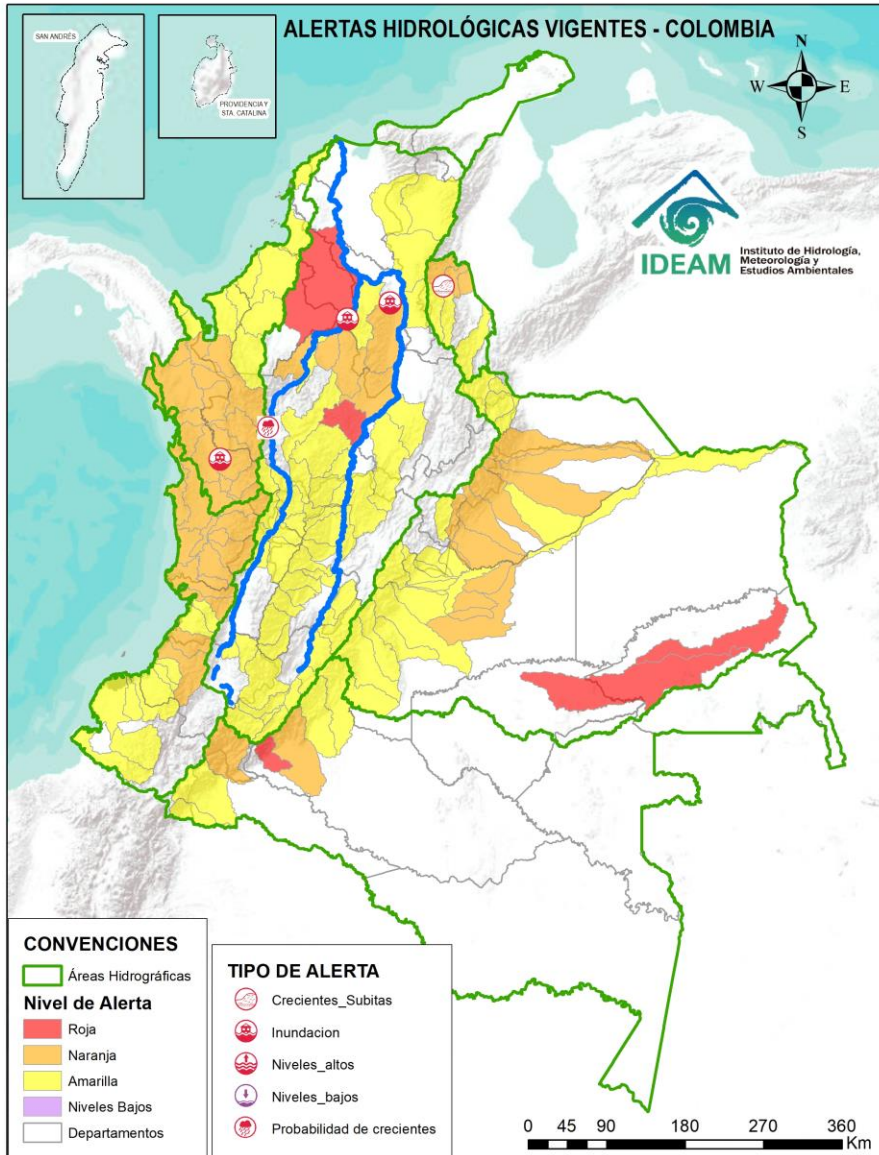 ALERTAS HIDROLÓGICAS VIGENTES - COLOMBIA
SAN ANDRÉS
PROVIDENCIA Y
STA. CATALINA
N
W
E
S
IDEAM
Instituto de Hidrología,
Meteorología y
Estudios Ambientales
CONVENCIONES
Áreas Hidrográficas
Nivel de Alerta
Roja
Naranja
Amarilla
Niveles Bajos
Departamentos
TIPO DE ALERTA
Crecientes_Subitas
Inundacion
Niveles_altos
Niveles_bajos
Probabilidad de crecientes
0 45 90 180 270 360
Km